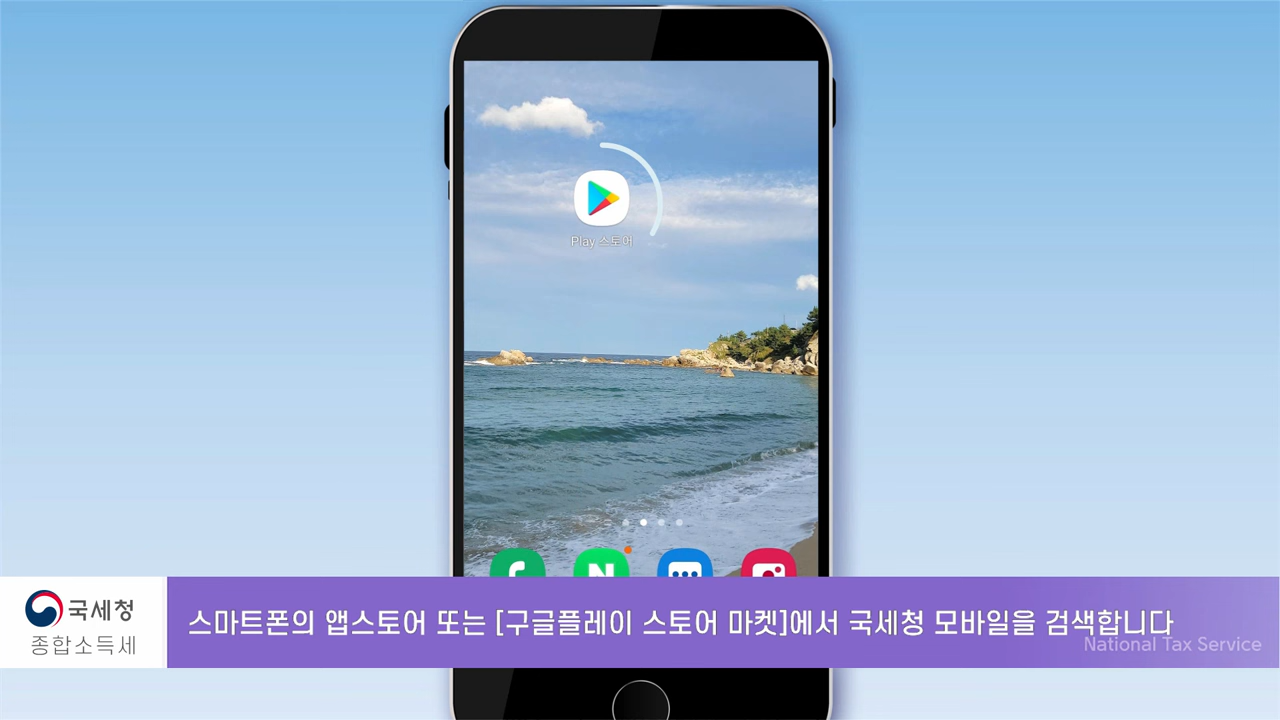 Play 스토어
N
국세청
종합소득세
스마트폰의 앱스토어 또는 [구글플레이 스토어 마켓]에서 국세청 모바일을 검색합니다
National Tax Service